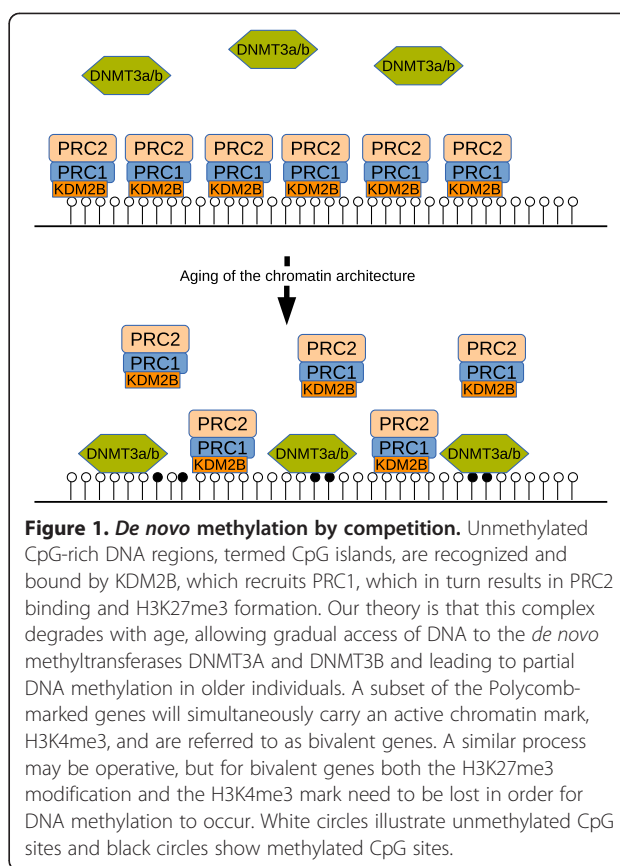 DNMT3a/b
DNMT3a/b DNMT3a/b
PRC2 PRC2 PRC2 PRC2 PRC2 PRC2
PRC1 PRC1 PRC1 PRC1 PRC1 PRC1
KDM2B KDM2B KDM2B KDM2B KDM2B KDM2B
Aging of the chromatin architecture
PRC2 PRC2 PRC2
PRC1 PRC1 PRC1
KDM2B KDM2B KDM2B
PRC2 PRC2
PRC1 PRC1
DNMT3a/b KDM2B DNMT3a/b KDM2B DNMT3a/b
Figure 1. De novo methylation by competition. Unmethylated
CpG-rich DNA regions, termed CpG islands, are recognized and
bound by KDM2B, which recruits PRC1, which in turn results in PRC2
binding and H3K27me3 formation. Our theory is that this complex
degrades with age, allowing gradual access of DNA to the de novo
methyltransferases DNMT3A and DNMT3B and leading to partial
DNA methylation in older individuals. A subset of the Polycomb-
marked genes will simultaneously carry an active chromatin mark,
H3K4me3, and are referred to as bivalent genes. A similar process
may be operative, but for bivalent genes both the H3K27me3
modification and the H3K4me3 mark need to be lost in order for
DNA methylation to occur. White circles illustrate unmethylated CpG
sites and black circles show methylated CpG sites.